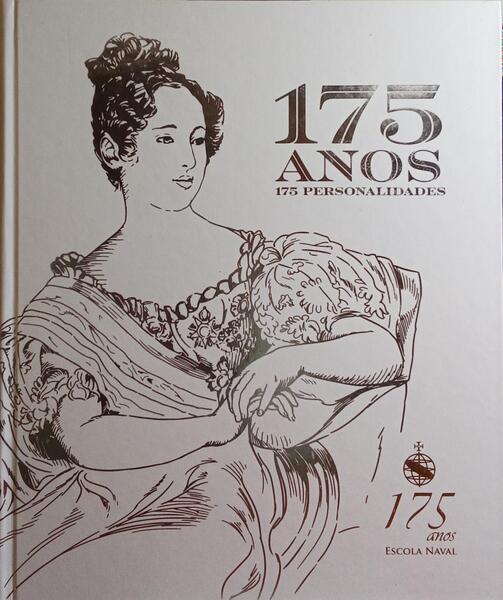 175
ANOS
175 PERSONALIDADES
175
anos
ESCOLA NAVAL